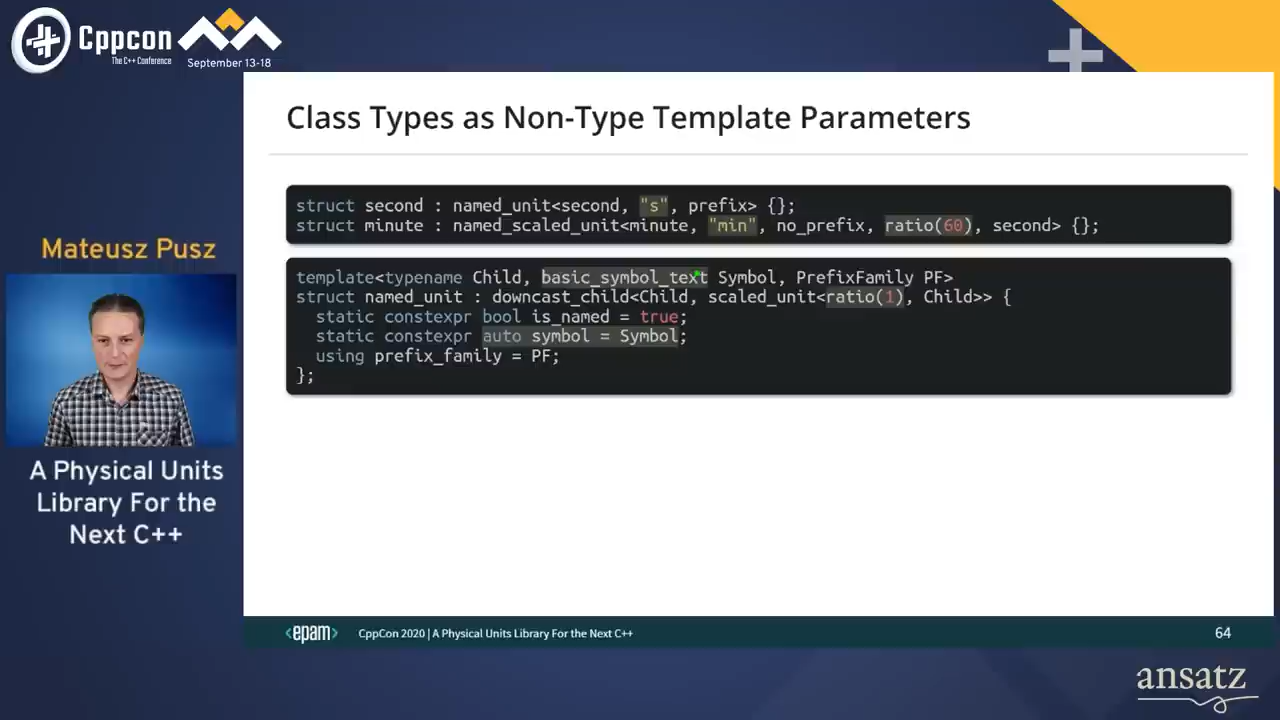 Cppcon
The C++ Conference
September 13-18
Class Types as Non-Type Template Parameters
struct second : named_unit<second, "s", prefix> {};
struct minute : named_scaled_unit<minute, "min", no_prefix, ratio(60), second> {};
Mateusz Pusz
template<typename Child, basic_symbol_text Symbol, PrefixFamily PF>
struct named_unit : downcast_child<Child, scaled_unit<ratio(1), Child>> {
static constexpr bool is_named = true;
static constexpr auto symbol = Symbol;
using prefix_family = PF;
};
A Physical Units
Library For the
Next C++
<epam>
CppCon 2020 | A Physical Units Library For the Next C++
64
ansatz